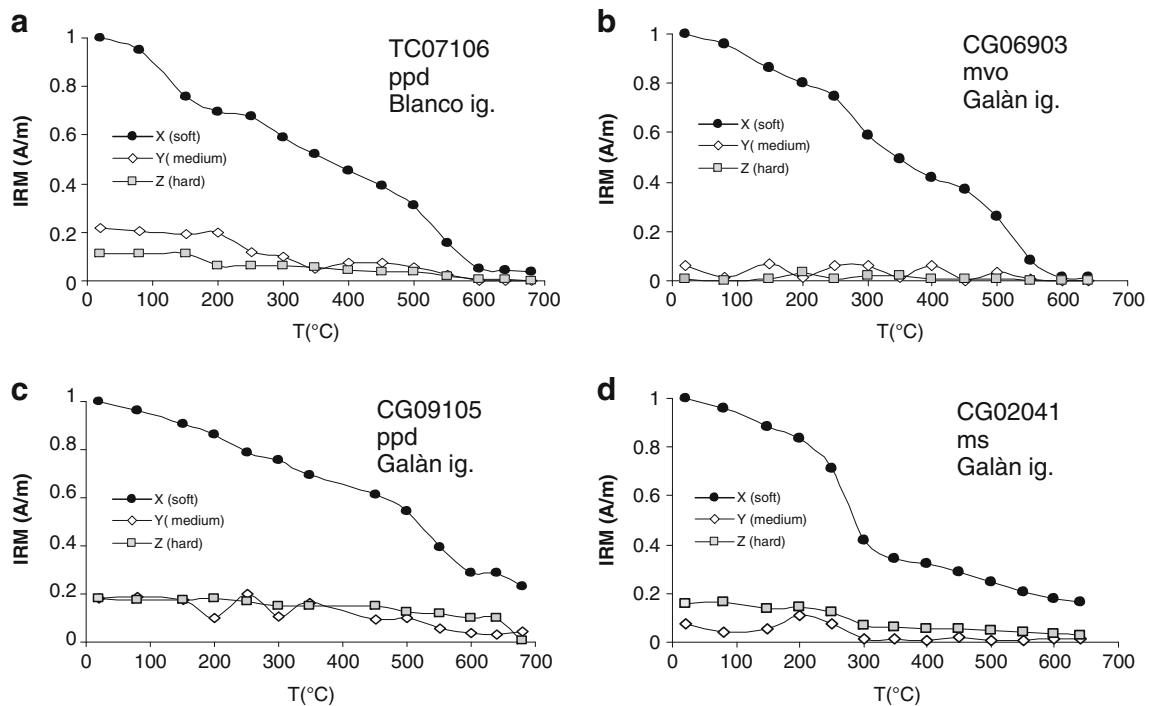 a
TC07106
ppd
Blanco ig.
X (soft)
Y( medium)
Z (hard)
IRM (A/m)
1
0.8
0.6
0.4
0.2
0
0 100 200 300 400 500 600 700
T(°C)
b
CG06903
mvo
Galàn ig.
X (soft)
Y( medium)
Z (hard)
IRM (A/m)
1
0.8
0.6
0.4
0.2
0
0 100 200 300 400 500 600 700
T(°C)
c
CG09105
ppd
Galàn ig.
X (soft)
Y( medium)
Z (hard)
IRM (A/m)
1
0.8
0.6
0.4
0.2
0
0 100 200 300 400 500 600 700
T(°C)
d
CG02041
ms
Galàn ig.
X (soft)
Y (medium)
Z (hard)
IRM (A/m)
1
0.8
0.6
0.4
0.2
0
0 100 200 300 400 500 600 700
T(°C)